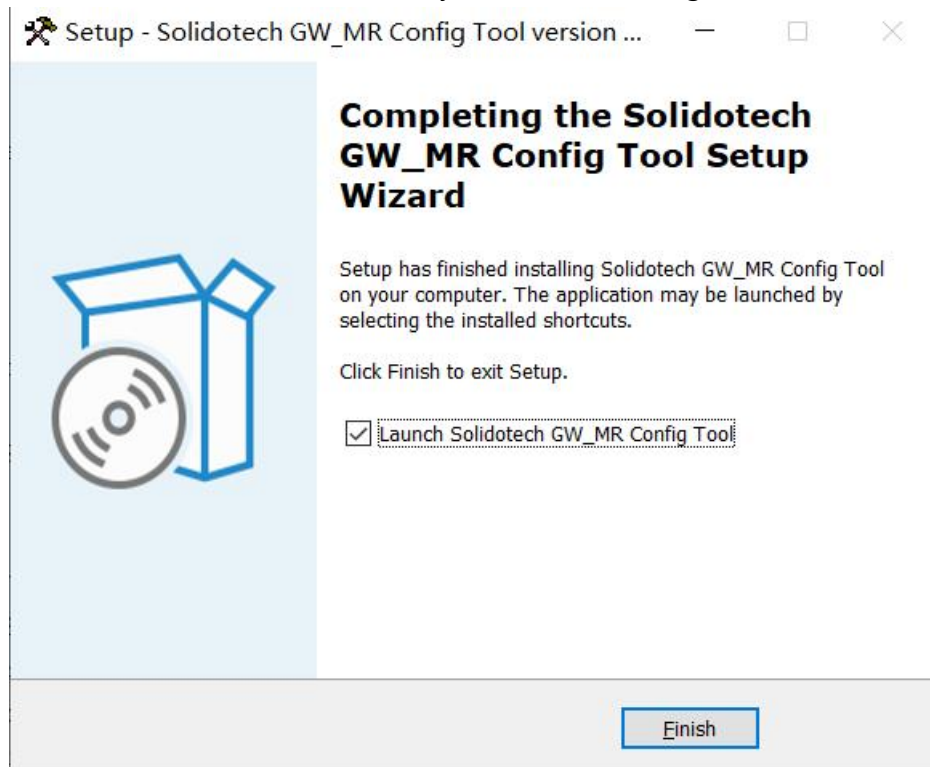 Setup - Solidotech GW_MR Config Tool version ...
Completing the Solidotech
GW_MR Config Tool Setup
Wizard
Setup has finished installing Solidotech GW_MR Config Tool
on your computer. The application may be launched by
selecting the installed shortcuts.
Click Finish to exit Setup.
Launch Solidotech GW_MR Config Tool
Finish